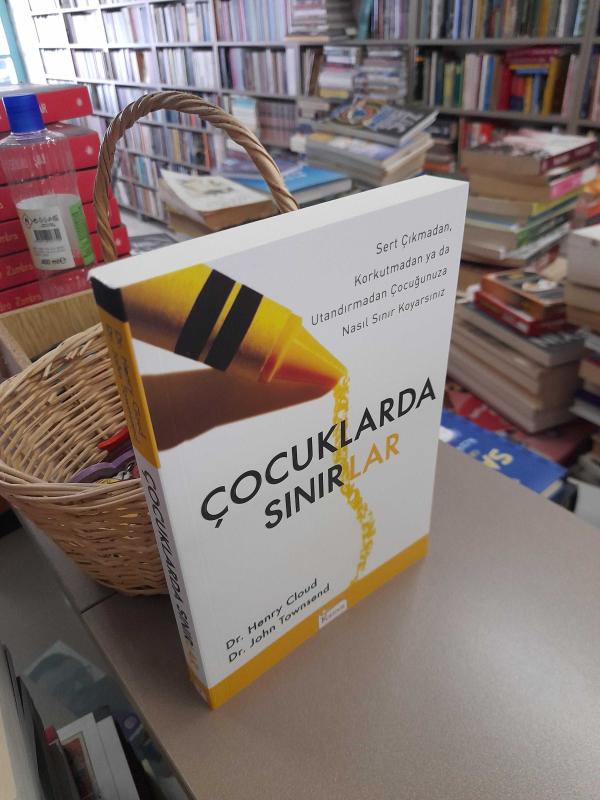 Sert Çıkmadan,
Korkutmadan ya da
Utandırmadan Çocuğunuza
Nasıl Sınır Koyarsınız
ÇOCUKLARDA
SINIRLAR
Dr. Henry Cloud
Dr. John Townsend
ÇOCUKLARDA SINIR